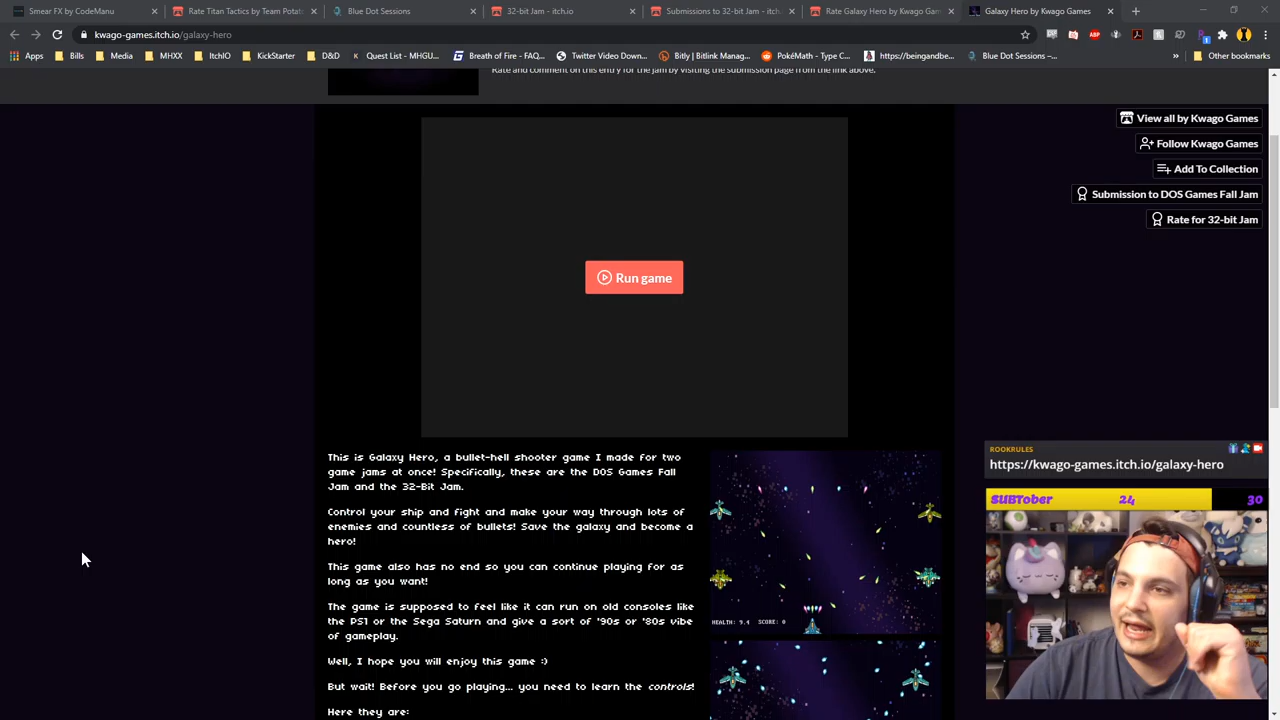 Smear FX by CodeManu
Rate Titan Tactics by Team Potat
Blue Dot Sessions
32-bit Jam - itch.io
Submissions to 32-bit Jam - itch.i
Rate Galaxy Hero by Kwago Gam
Galaxy Hero by Kwago Games
kwago-games.itch.io/galaxy-hero
Apps
Bills
Media
MHXX
ItchIO
KickStarter
D&D
Quest List - MHGU...
Breath of Fire - FAQ...
Twitter Video Down...
Bitly | Bitlink Manag...
PokéMath - Type C...
https://beingandbe...
Blue Dot Sessions –...
Other bookmarks
Rate and comment on this entry for the jam by visiting the submission page from the link above.
View all by Kwago Games
Follow Kwago Games
Add To Collection
Submission to DOS Games Fall Jam
Rate for 32-bit Jam
Run game
This is Galaxy Hero, a bullet-hell shooter game I made for two
game jams at once! Specifically, these are the DOS Games Fall
Jam and the 32-Bit Jam.
Control your ship and fight and make your way through lots of
enemies and countless of bullets! Save the galaxy and become a
hero!
This game also has no end so you can continue playing for as
long as you want!
The game is supposed to feel like it can run on old consoles like
the PS1 or the Sega Saturn and give a sort of '90s or '80s vibe
of gameplay.
Well, I hope you will enjoy this game :)
But wait! Before you go playing... you need to learn the controls!
Here they are:
HEALTH: 9.4 SCORE: 0
ROOKRULES
https://kwago-games.itch.io/galaxy-hero
SUBTober 24 30